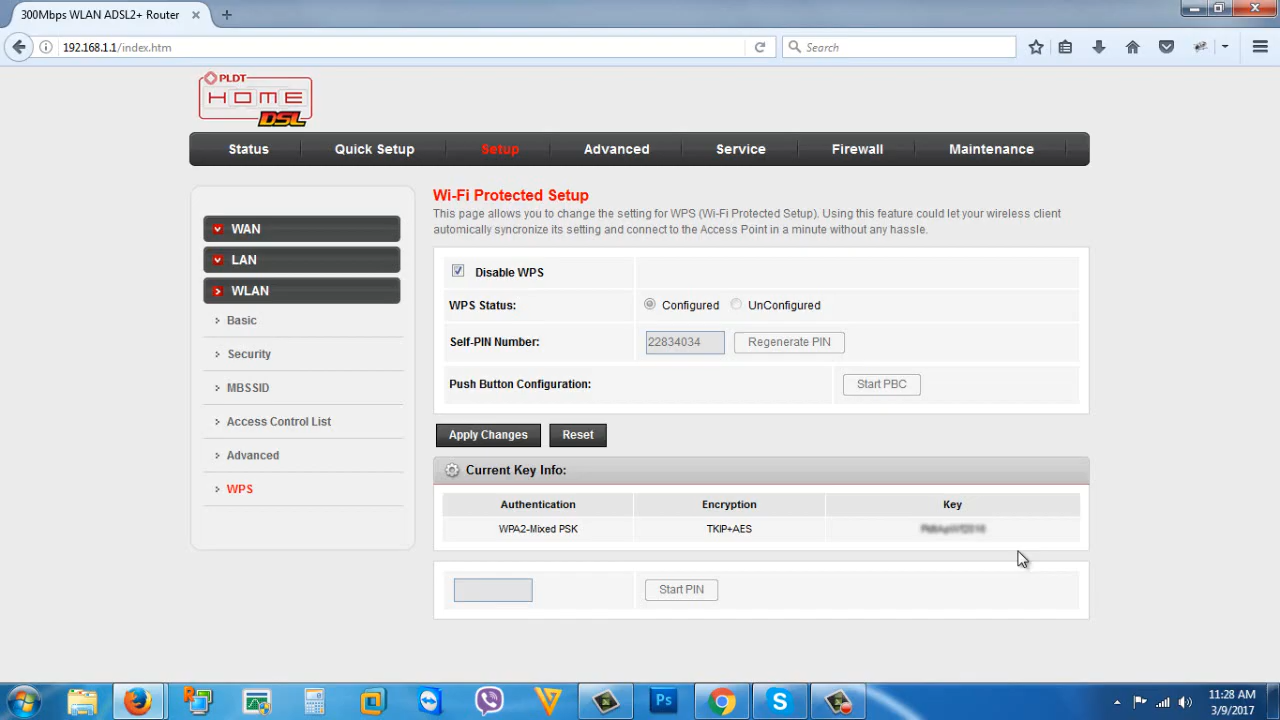 300Mbps WLAN ADSL2+ Router
192.168.1.1/index.htm
Search
PLDT
HOME
DSL
Status
Quick Setup
Setup
Advanced
Service
Firewall
Maintenance
WAN
LAN
WLAN
Basic
Security
MBSSID
Access Control List
Advanced
WPS
Wi-Fi Protected Setup
This page allows you to change the setting for WPS (Wi-Fi Protected Setup). Using this feature could let your wireless client
automically syncronize its setting and connect to the Access Point in a minute without any hassle.
Disable WPS
WPS Status: Configured UnConfigured
Self-PIN Number: 22834034 Regenerate PIN
Push Button Configuration: Start PBC
Apply Changes Reset
Current Key Info:
Authentication Encryption Key
WPA2-Mixed PSK TKIP+AES
Start PIN
Ps
11:28 AM
3/9/2017